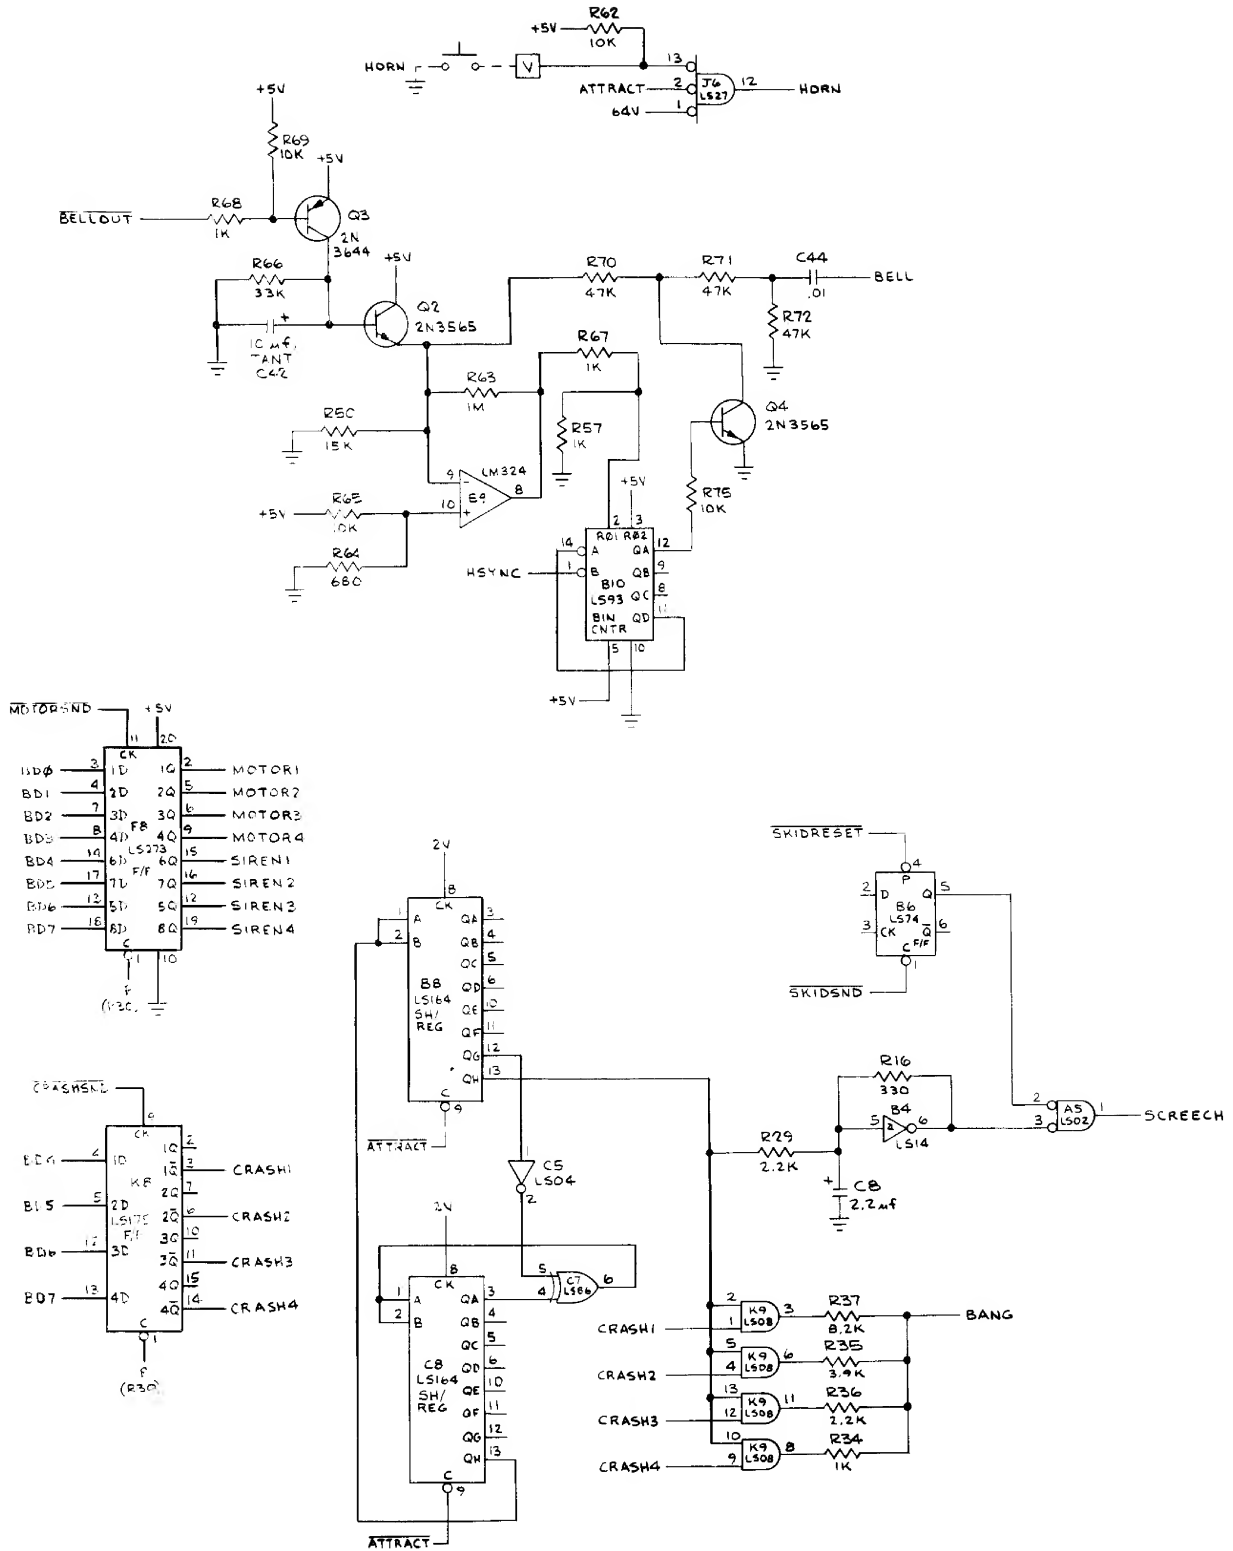 R62
+5V
10K
HORN
V
13
ATTRACT
2
J6
LS27
12
HORN
64V
1
+5V
R69
10K
+5V
BELLOUT
R68
1K
Q3
2N
3644
R66
33K
+5V
+
10 µf.
TANT
C42
Q2
2N3565
R70
47K
R71
47K
C44
.01
BELL
R72
47K
R67
1K
R63
1M
R50
15K
R57
1K
Q4
2N3565
LM324
9
-
E9
8
10
+
+5V
R65
10K
R64
680
+5V
R75
10K
2
3
RØ1 RØ2
14
A
QA
12
HSYNC
1
B
QB
9
B10
LS93
QC
8
BIN
CNTR
QD
11
5
10
+5V
MOTORSND
+5V
11
20
CK
BDØ 3 1D 1Q 2 MOTOR1
BD1 4 2D 2Q 5 MOTOR2
BD2 7 3D 3Q 6 MOTOR3
F8
BD3 8 4D 4Q 9 MOTOR4
LS273
BD4 14 6D 6Q 15 SIREN1
F/F
BD5 17 7D 7Q 16 SIREN2
BD6 13 5D 5Q 12 SIREN3
BD7 18 8D 8Q 19 SIREN4
C
1
10
P
(R30)
SKIDRESET
4
P
2 D Q 5
B6
LS74
3 CK Q 6
F/F
C
1
SKIDSND
2V
8
CK
1 A QA 3
2 B QB 4
QC 5
B8
LS164
SH/
REG
QD 6
QE 10
QF 11
QG 12
QH 13
C
9
ATTRACT
1
C5
LS04
2
R16
330
B4
5
2
6
LS14
R29
2.2K
+
C8
2.2µf
2
A5
LS02
1
SCREECH
3
CRASHSND
9
CK
1Q 2
BD4 4 1D 1Q 3 CRASH1
K8
2Q 7
BD5 5 2D 2Q 6 CRASH2
LS175
F/F
3Q 10
BD6 12 3D 3Q 11 CRASH3
4Q 15
BD7 13 4D 4Q 14 CRASH4
C
1
P
(R30)
2V
8
CK
1 A QA 3
2 B QB 4
QC 5
C8
LS164
SH/
REG
QD 6
QE 10
QF 11
QG 12
QH 13
C
9
ATTRACT
5
C7
LS86
6
4
2
K9
LS08
3
R37
8.2K
BANG
CRASH1
1
5
K9
LS08
6
R35
3.9K
CRASH2
4
13
K9
LS08
11
R36
2.2K
CRASH3
12
10
K9
LS08
8
R34
1K
CRASH4
9